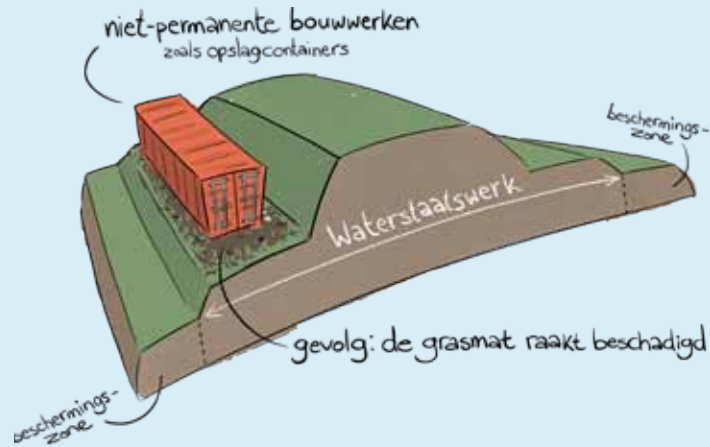 niet-permanente bouwwerken
zoals opslagcontainers
beschermings-
zone
Waterstaatswerk
gevolg: de grasmat raakt beschadigd
beschermings-
zone